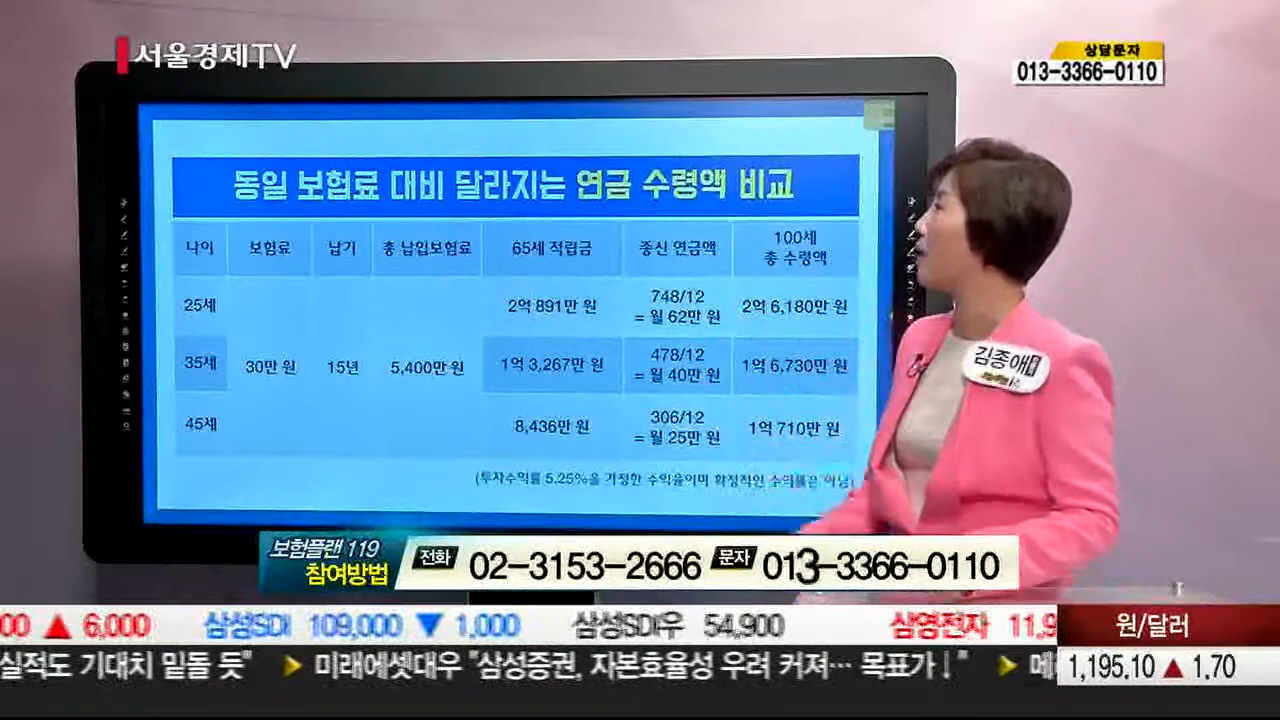 서울경제TV
상담문자
013-3366-0110
동일 보험료 대비 달라지는 연금 수령액 비교
나이 보험료 납기 총 납입보험료 65세 적립금 종신 연금액 100세 총 수령액
25세 2억 891만 원 748/12 = 월 62만 원 2억 6,180만 원
35세 30만 원 15년 5,400만 원 1억 3,267만 원 478/12 = 월 40만 원 1억 6,730만 원
45세 8,436만 원 306/12 = 월 25만 원 1억 710만 원
(투자수익률 5.25%을 가정한 수익율이며 확정적인 수익률은 아님)
김종애
보험플랜 119
참여방법
전화 02-3153-2666 문자 013-3366-0110
00 ▲ 6,000 삼성SDI 109,000 ▼ 1,000 삼성SDI우 54,900 삼영전자 11,9
원/달러
실적도 기대치 밑돌 듯" ▶ 미래에셋대우 "삼성증권, 자본효율성 우려 커져… 목표가↓" ▶ 메
1,195.10 ▲ 1.70